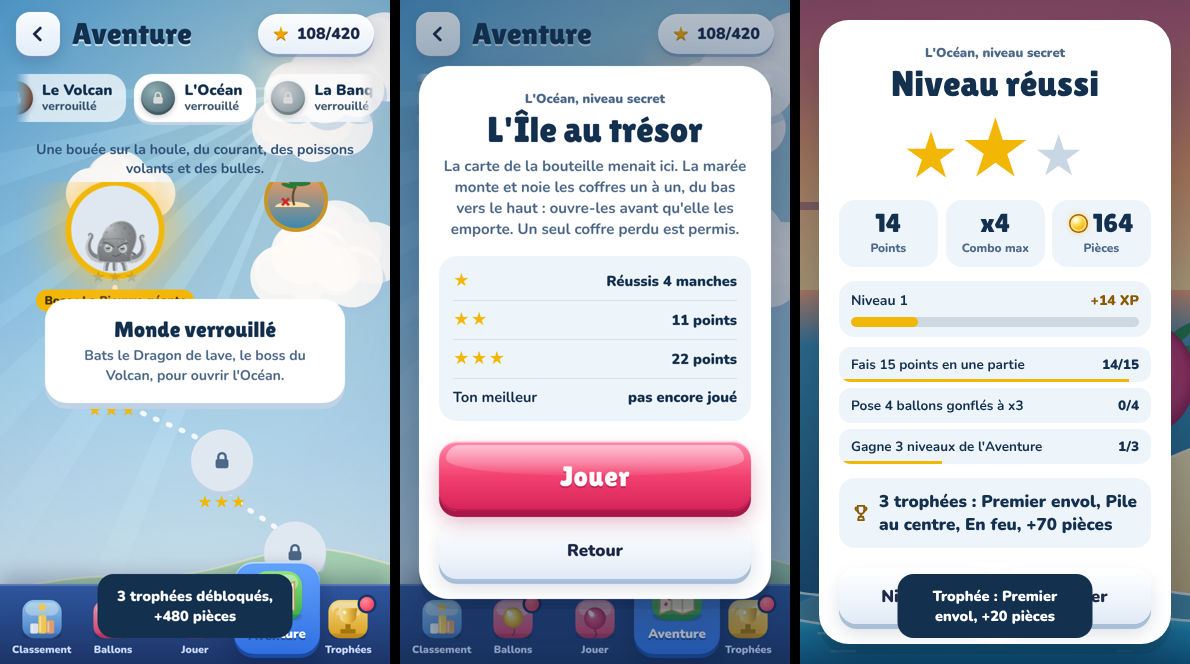 Aventure
108/420
Le Volcan
verrouillé
L'Océan
verrouillé
La Banq
verrouillé
Une bouée sur la houle, du courant, des poissons
volants et des bulles.
Monde verrouillé
Bats le Dragon de lave, le boss du
Volcan, pour ouvrir l'Océan.
3 trophées débloqués,
+480 pièces
Classement
Ballons
Jouer
Aventure
Trophées
Aventure
108/420
L'Océan, niveau secret
L'Île au trésor
La carte de la bouteille menait ici. La marée
monte et noie les coffres un à un, du bas
vers le haut : ouvre-les avant qu'elle les
emporte. Un seul coffre perdu est permis.
Réussis 4 manches
11 points
22 points
Ton meilleur pas encore joué
Jouer
Retour
Classement
Ballons
Jouer
Aventure
Trophées
L'Océan, niveau secret
Niveau réussi
14
Points
x4
Combo max
164
Pièces
Niveau 1 +14 XP
Fais 15 points en une partie 14/15
Pose 4 ballons gonflés à x3 0/4
Gagne 3 niveaux de l'Aventure 1/3
3 trophées : Premier envol, Pile
au centre, En feu, +70 pièces
Trophée : Premier
envol, +20 pièces